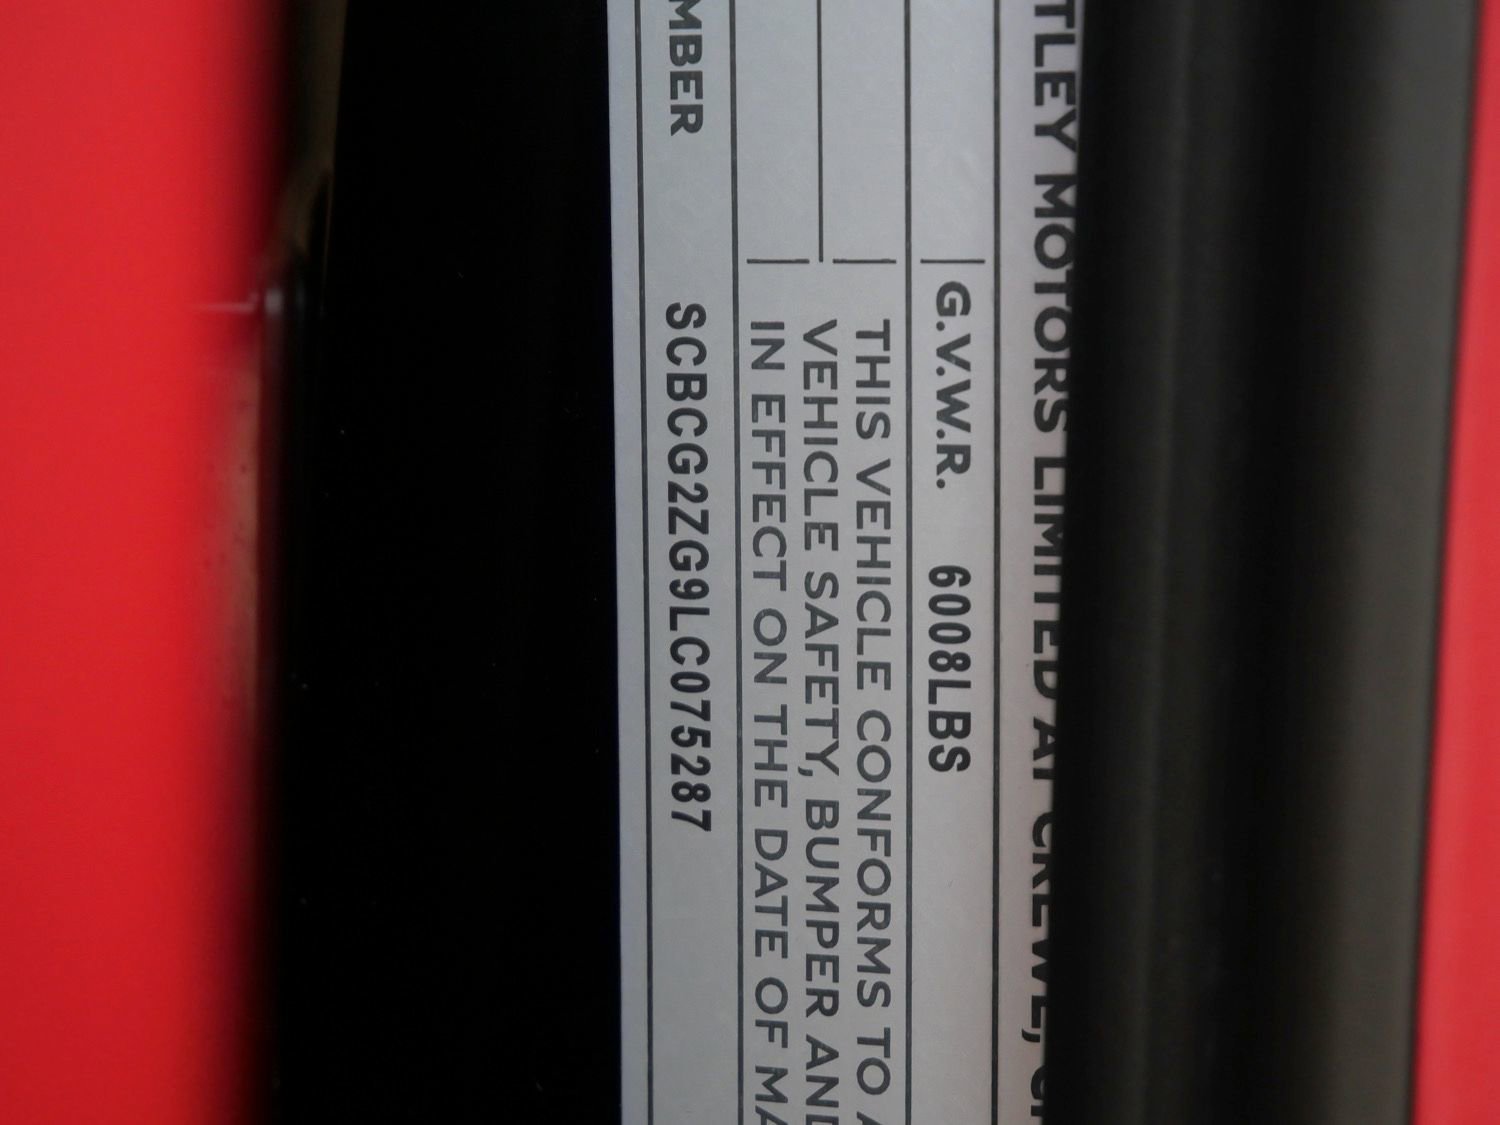 TLEY MOTORS LIMITED AT CREWE,
G.V.W.R. 6008LBS
THIS VEHICLE CONFORMS TO A
VEHICLE SAFETY, BUMPER AND
IN EFFECT ON THE DATE OF MA
MBER SCBCG2ZG9LC075287